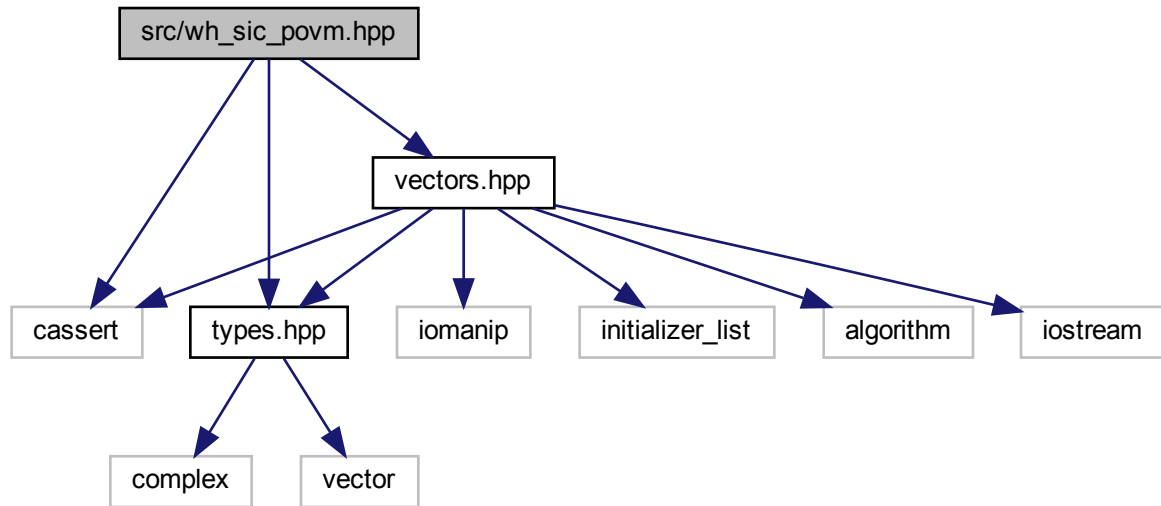 src/wh_sic_povm.hpp
vectors.hpp
cassert
types.hpp
iomanip
initializer_list
algorithm
iostream
complex
vector